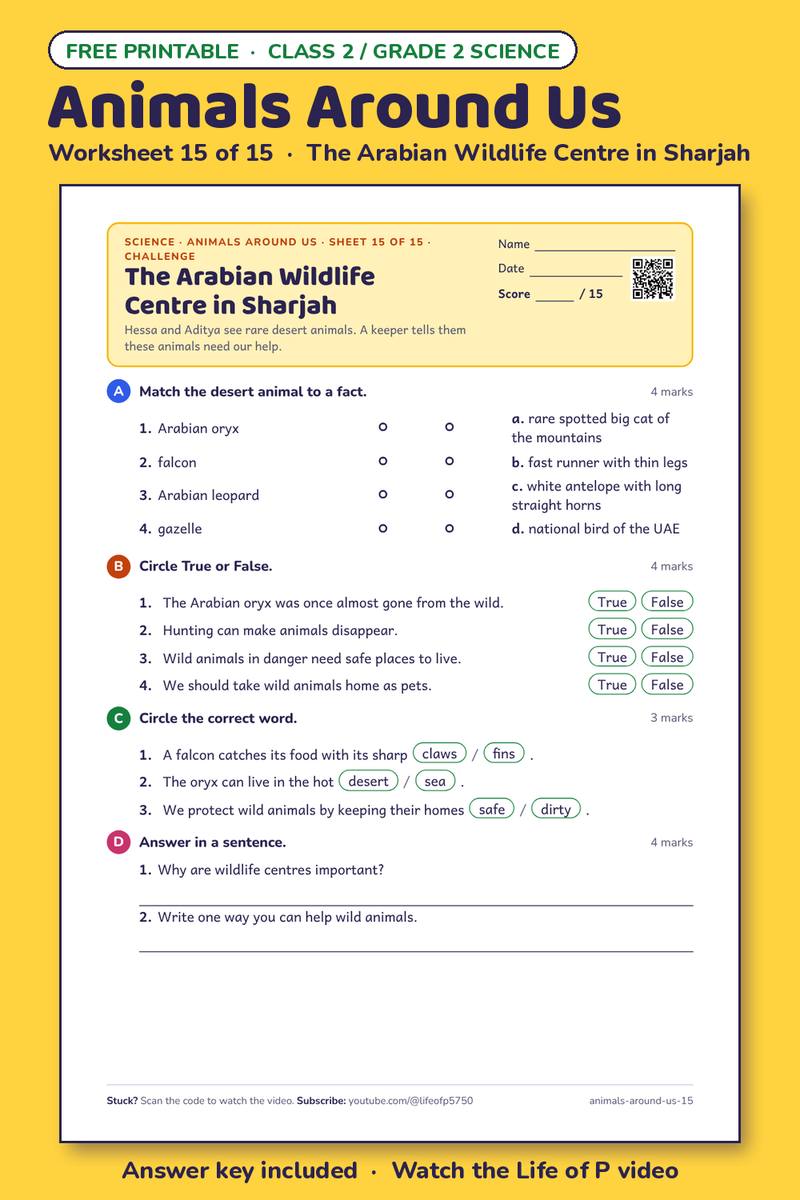 FREE PRINTABLE · CLASS 2 / GRADE 2 SCIENCE
Animals Around Us
Worksheet 15 of 15 · The Arabian Wildlife Centre in Sharjah
SCIENCE · ANIMALS AROUND US · SHEET 15 OF 15 ·
CHALLENGE
The Arabian Wildlife
Centre in Sharjah
Hessa and Aditya see rare desert animals. A keeper tells them
these animals need our help.
Name
Date
Score / 15
A Match the desert animal to a fact. 4 marks
1. Arabian oryx
a. rare spotted big cat of
the mountains
2. falcon
b. fast runner with thin legs
3. Arabian leopard
c. white antelope with long
straight horns
4. gazelle
d. national bird of the UAE
B Circle True or False. 4 marks
1. The Arabian oryx was once almost gone from the wild. True False
2. Hunting can make animals disappear. True False
3. Wild animals in danger need safe places to live. True False
4. We should take wild animals home as pets. True False
C Circle the correct word. 3 marks
1. A falcon catches its food with its sharp claws / fins .
2. The oryx can live in the hot desert / sea .
3. We protect wild animals by keeping their homes safe / dirty .
D Answer in a sentence. 4 marks
1. Why are wildlife centres important?
2. Write one way you can help wild animals.
Stuck? Scan the code to watch the video. Subscribe: youtube.com/@lifeofp5750
animals-around-us-15
Answer key included · Watch the Life of P video